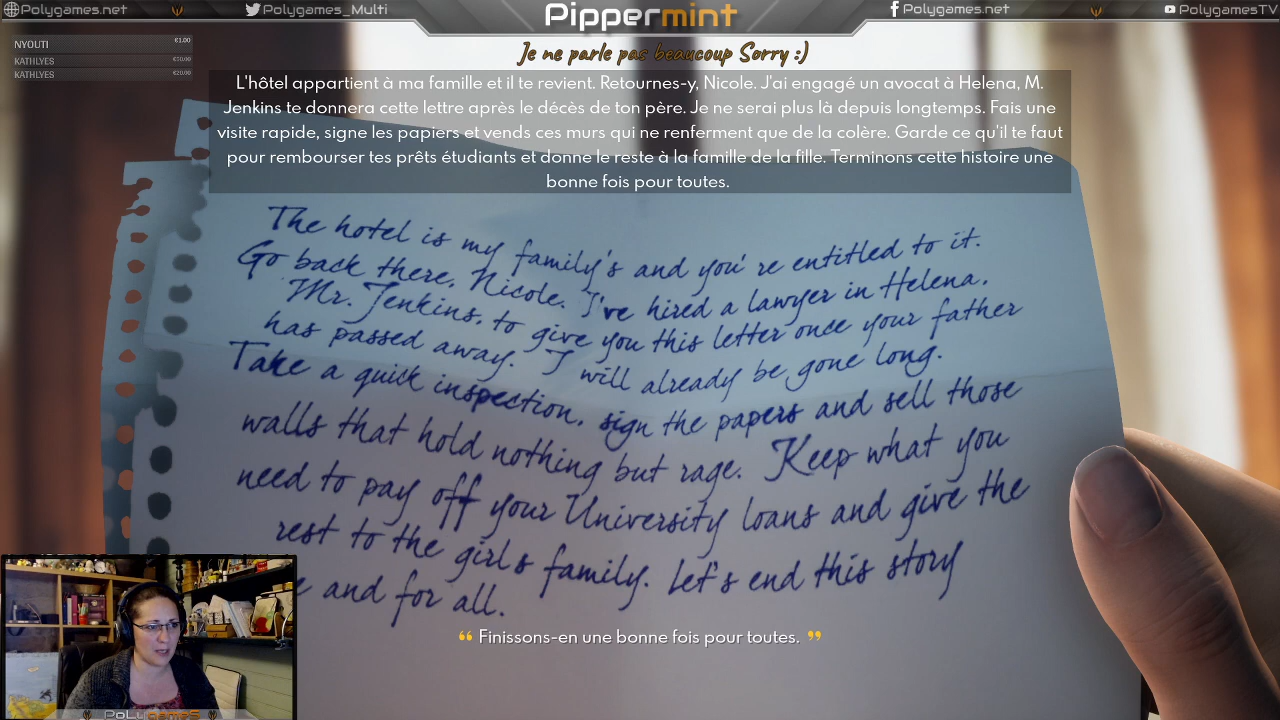 Polygames.net
Polygames_Multi
Pippermint
Polygames.net
PolygamesTV
Je ne parle pas beaucoup Sorry :)
NYOUTI €1.00
KATHLYES €10.00
KATHLYES €20.00
L'hôtel appartient à ma famille et il te revient. Retournes-y, Nicole. J'ai engagé un avocat à Helena, M.
Jenkins te donnera cette lettre après le décès de ton père. Je ne serai plus là depuis longtemps. Fais une
visite rapide, signe les papiers et vends ces murs qui ne renferment que de la colère. Garde ce qu'il te faut
pour rembourser tes prêts étudiants et donne le reste à la famille de la fille. Terminons cette histoire une
bonne fois pour toutes.
The hotel is my family's and you're entitled to it.
Go back there, Nicole. I've hired a lawyer in Helena,
Mr. Jenkins, to give you this letter once your father
has passed away. I will already be gone long.
Take a quick inspection, sign the papers and sell those
walls that hold nothing but rage. Keep what you
need to pay off your University loans and give the
rest to the girls family. Let's end this story
e and for all.
“ Finissons-en une bonne fois pour toutes. ”
PoLygameS